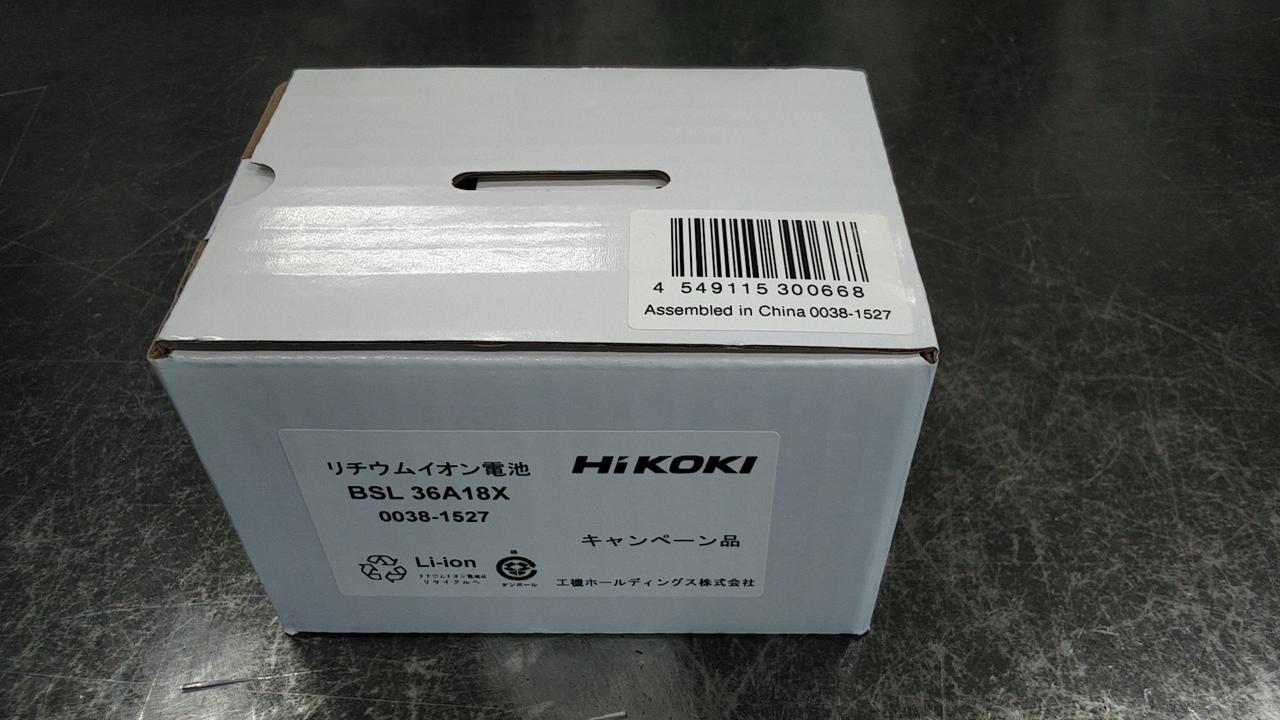 4 549115 300668
Assembled in China 0038-1527
リチウムイオン電池
BSL 36A18X
0038-1527
HiKOKI
キャンペーン品
Li-ion
リチウムイオン電池は
リサイクルへ
ダンボール
工機ホールディングス株式会社